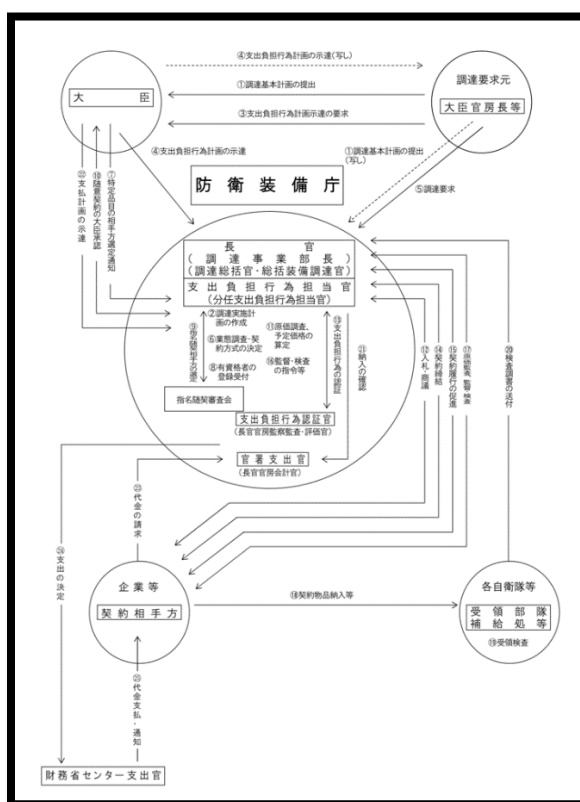 ④支出負担行為計画の示達(写し)
大臣
①調達基本計画の提出
③支出負担行為計画示達の要求
調達要求元
大臣官房長等
④支出負担行為計画の示達
①調達基本計画の提出
(写し)
⑤調達要求
㉒支払計画の示達
⑩随意契約の大臣承認
⑦特定品目の相手方選定通知
防衛装備庁
長官
(調達事業部長)
(調達総括官・総括装備調達官)
支出負担行為担当官
(分任支出負担行為担当官)
②調達実施計
画の作成
⑥業態調査・契
約方式の決定
⑧有資格者の
登録受付
⑨指名随契相手方の選定
⑪原価調査、
予定価格の
算定
⑯監督・検査
の指令等
⑬支出負担行為の認証
㉑納入の確認
指名随契審査会
支出負担行為認証官
(長官官房監察監査・評価官)
官署支出官
(長官官房会計官)
⑫入札・商議
⑭契約締結
⑮契約履行の促進
⑰原価監査、監督・検査
⑳検査調書の送付
㉓代金の請求
㉔支出の決定
企業等
契約相手方
⑱契約物品納入等
各自衛隊等
受領部隊
補給処等
⑲受領検査
㉕代金支払・通知
財務省センター支出官